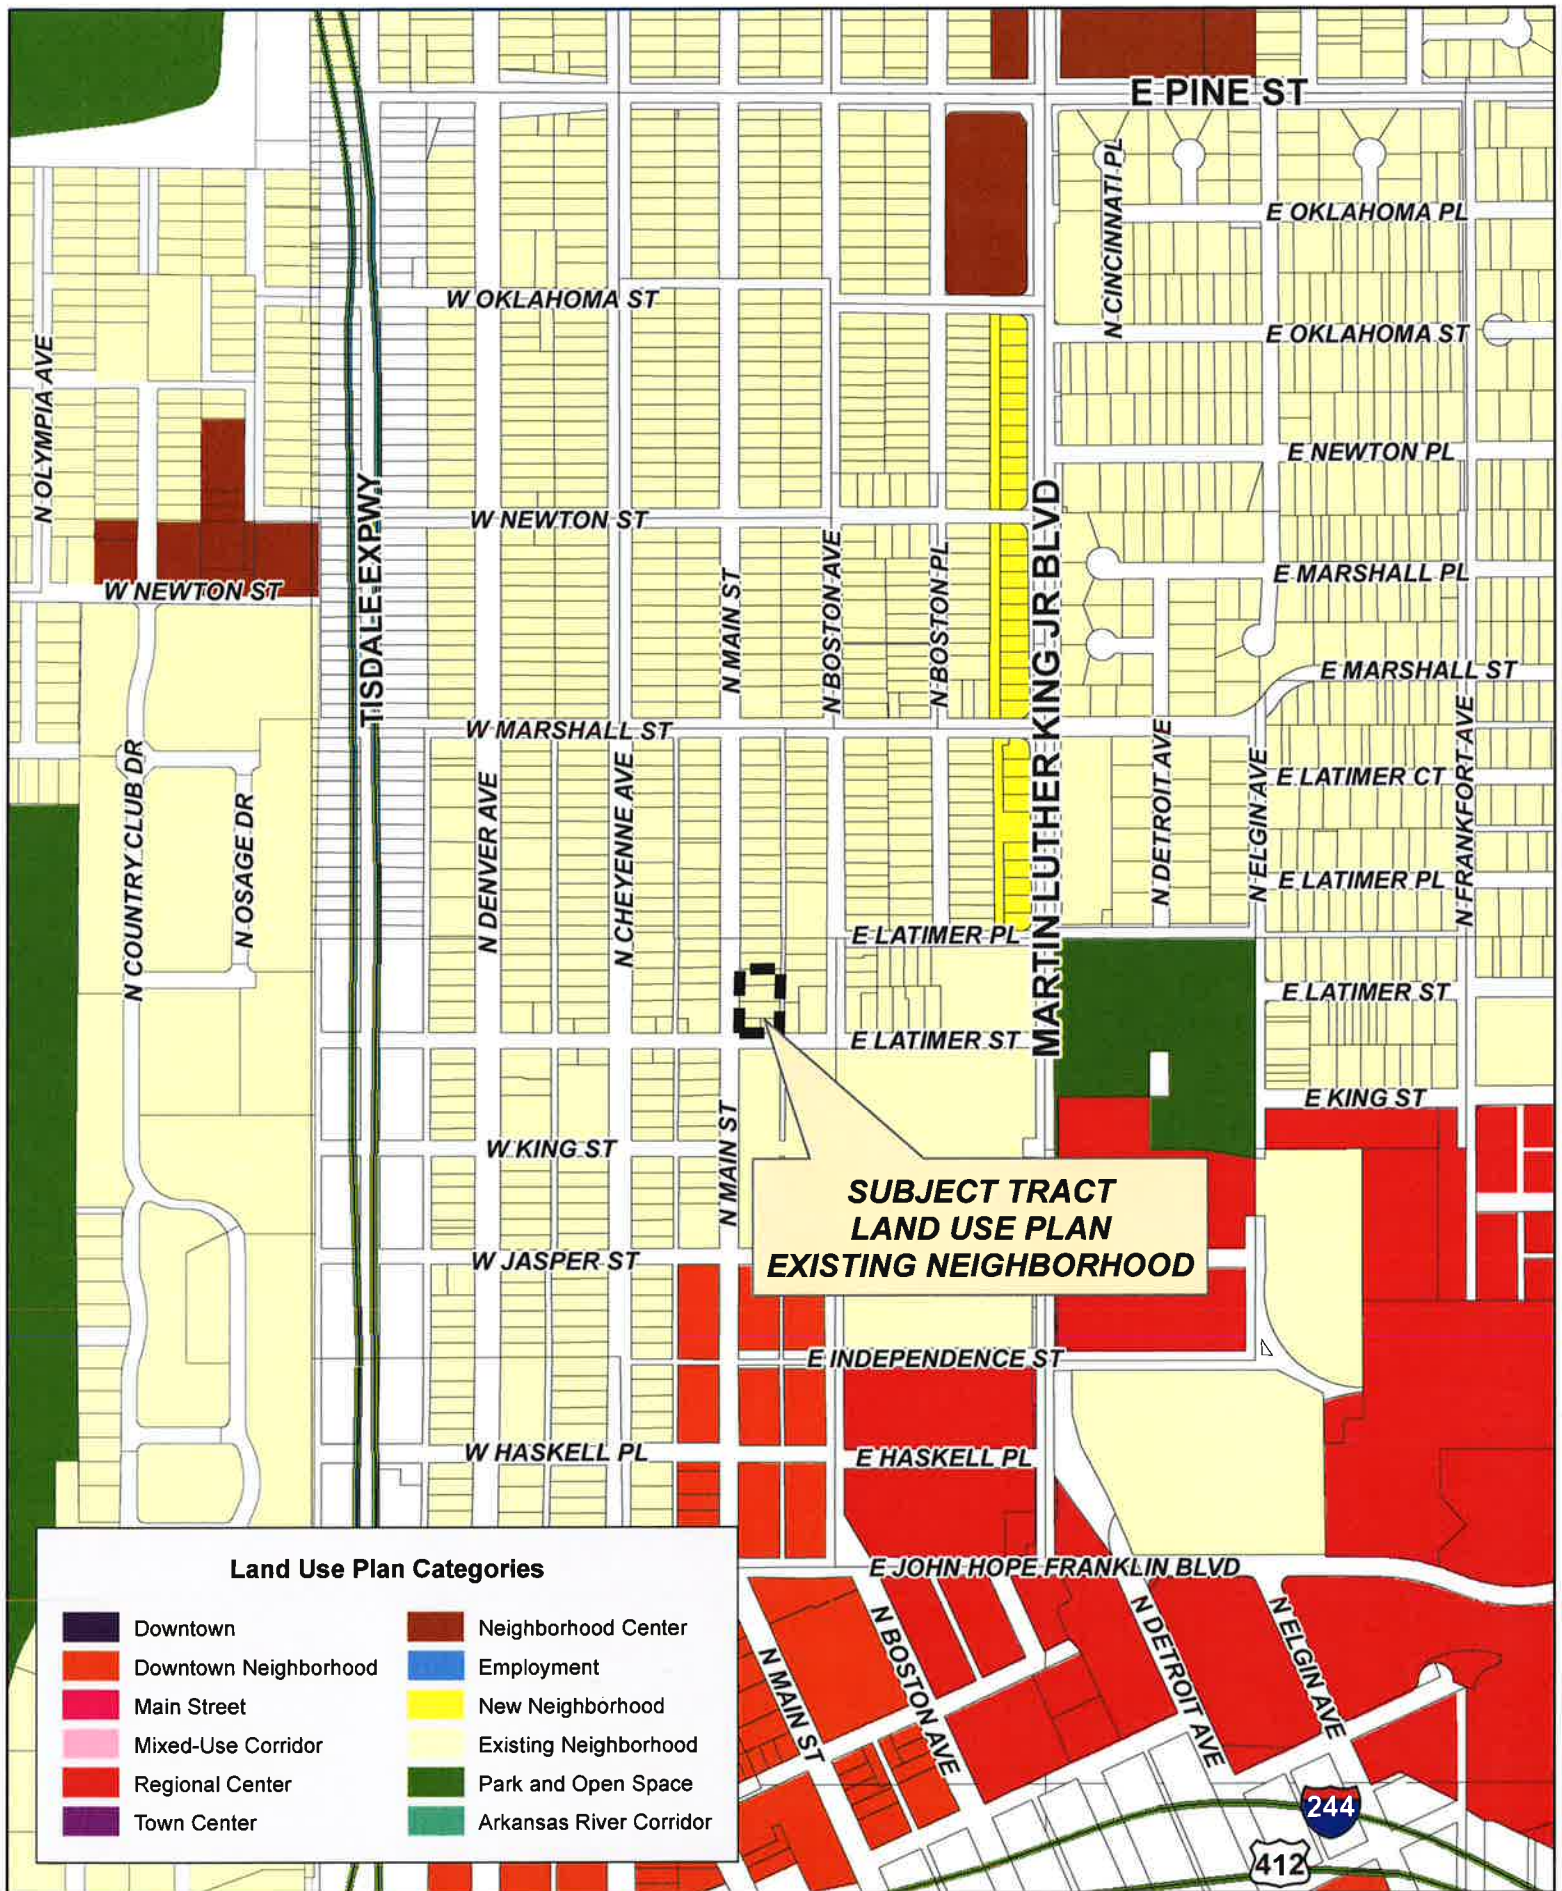 E PINE ST
N CINCINNATI PL
E OKLAHOMA PL
W OKLAHOMA ST
E OKLAHOMA ST
N OLYMPIA AVE
E NEWTON PL
W NEWTON ST
TISDALE EXPWY
N MAIN ST
N BOSTON AVE
N BOSTON PL
MARTIN LUTHER KING JR BLVD
E MARSHALL PL
W NEWTON ST
E MARSHALL ST
W MARSHALL ST
N COUNTRY CLUB DR
N OSAGE DR
N DENVER AVE
N CHEYENNE AVE
N DETROIT AVE
N ELGIN AVE
N FRANKFORT AVE
E LATIMER CT
E LATIMER PL
E LATIMER PL
E LATIMER ST
E LATIMER ST
E KING ST
N MAIN ST
W KING ST
SUBJECT TRACT
LAND USE PLAN
EXISTING NEIGHBORHOOD
W JASPER ST
E INDEPENDENCE ST
W HASKELL PL
E HASKELL PL
E JOHN HOPE FRANKLIN BLVD
N MAIN ST
N BOSTON AVE
N DETROIT AVE
N ELGIN AVE
244
412
Land Use Plan Categories
Downtown
Downtown Neighborhood
Main Street
Mixed-Use Corridor
Regional Center
Town Center
Neighborhood Center
Employment
New Neighborhood
Existing Neighborhood
Park and Open Space
Arkansas River Corridor